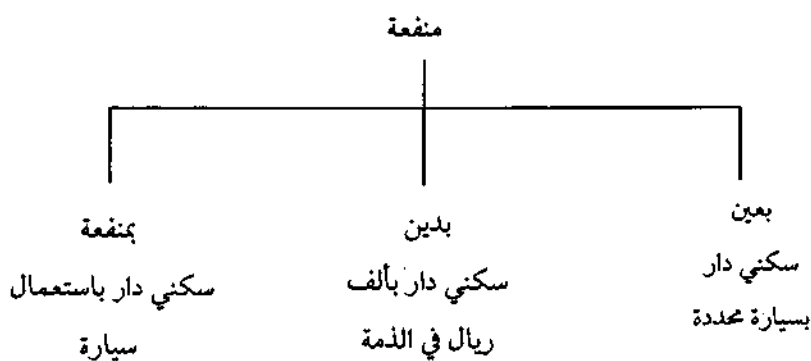 منفعة
بعين
سكني دار
بسيارة محددة
بدين
سكني دار بألف
ريال في الذمة
بمنفعة
سكني دار باستعمال
سيارة